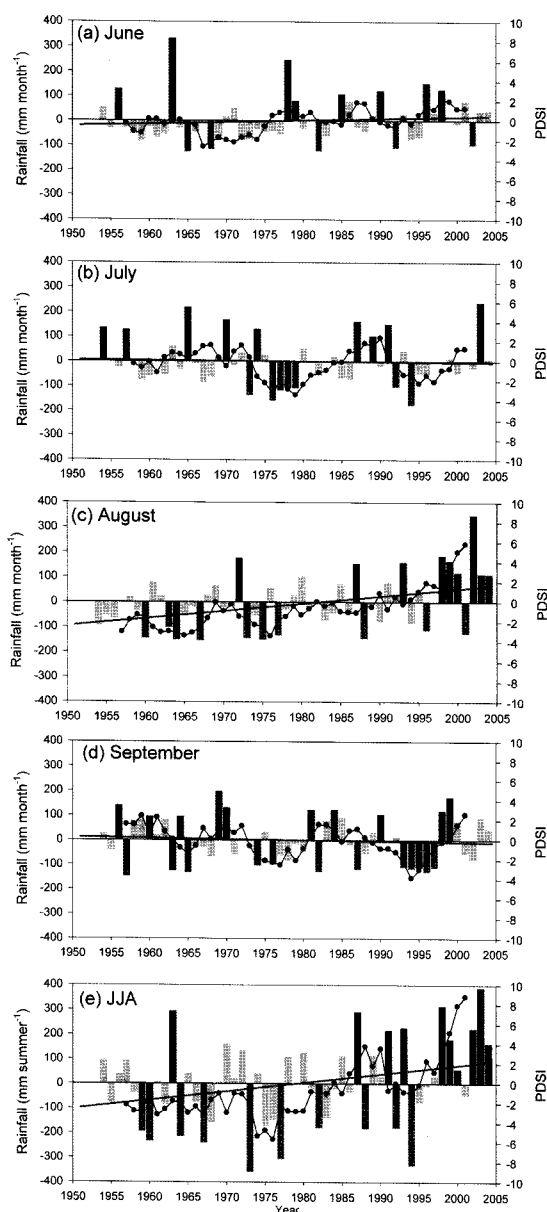 (a) June
Rainfall (mm month⁻¹)
PDSI
400 300 200 100 0 -100 -200 -300 -400
10 8 6 4 2 0 -2 -4 -6 -8 -10
1950 1955 1960 1965 1970 1975 1980 1985 1990 1995 2000 2005
(b) July
Rainfall (mm month⁻¹)
PDSI
400 300 200 100 0 -100 -200 -300 -400
10 8 6 4 2 0 -2 -4 -6 -8 -10
1950 1955 1960 1965 1970 1975 1980 1985 1990 1995 2000 2005
(c) August
Rainfall (mm month⁻¹)
PDSI
400 300 200 100 0 -100 -200 -300 -400
10 8 6 4 2 0 -2 -4 -6 -8 -10
1950 1955 1960 1965 1970 1975 1980 1985 1990 1995 2000 2005
(d) September
Rainfall (mm month⁻¹)
PDSI
400 300 200 100 0 -100 -200 -300 -400
10 8 6 4 2 0 -2 -4 -6 -8 -10
1950 1955 1960 1965 1970 1975 1980 1985 1990 1995 2000 2005
(e) JJA
Rainfall (mm summer⁻¹)
PDSI
400 300 200 100 0 -100 -200 -300 -400
10 8 6 4 2 0 -2 -4 -6 -8 -10
1950 1955 1960 1965 1970 1975 1980 1985 1990 1995 2000 2005
Year